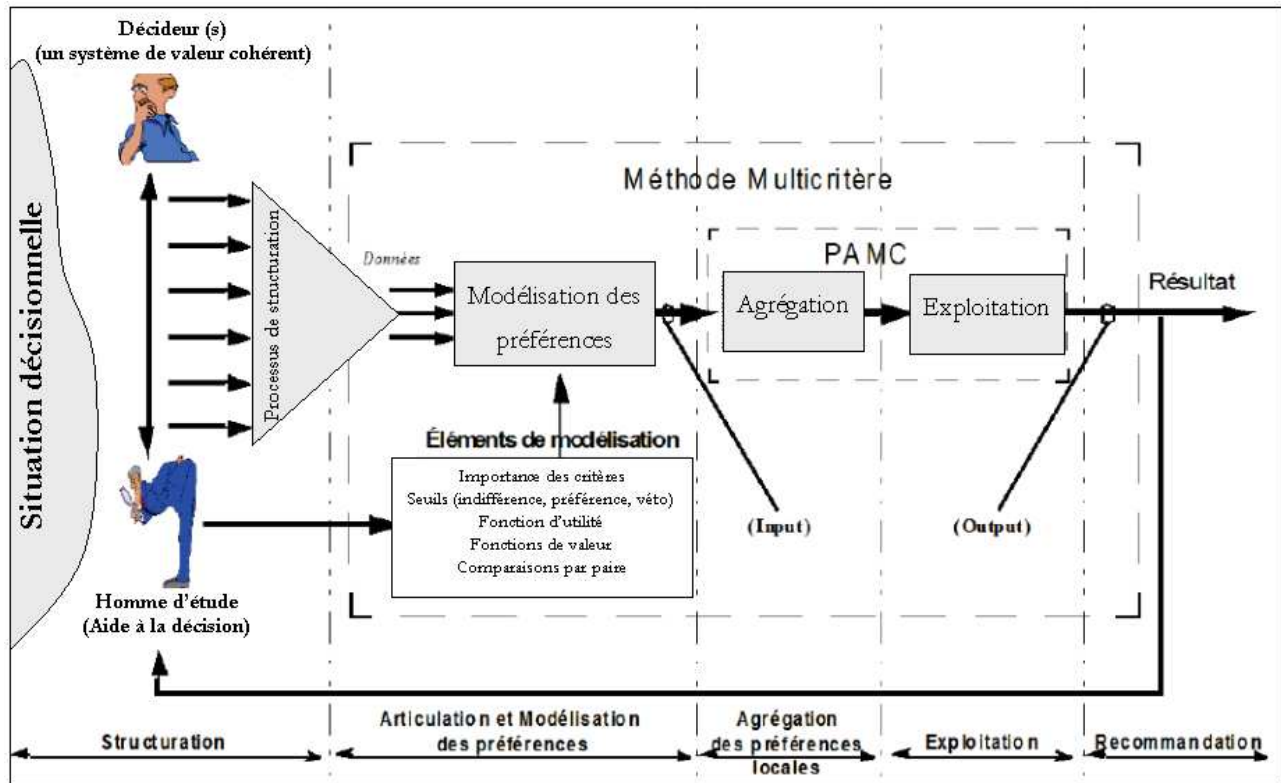 Décideur (s)
(un système de valeur cohérent)
Situation décisionnelle
Processus de structuration
Méthode Multicritère
PAMC
Données
Modélisation des
préférences
Agrégation
Exploitation
Résultat
Éléments de modélisation
Importance des critères
Seuils (indifférence, préférence, véto)
Fonction d'utilité
Fonctions de valeur
Comparaisons par paire
(Input)
(Output)
Homme d'étude
(Aide à la décision)
Structuration
Articulation et Modélisation
des préférences
Agrégation
des préférences
locales
Exploitation
Recommandation